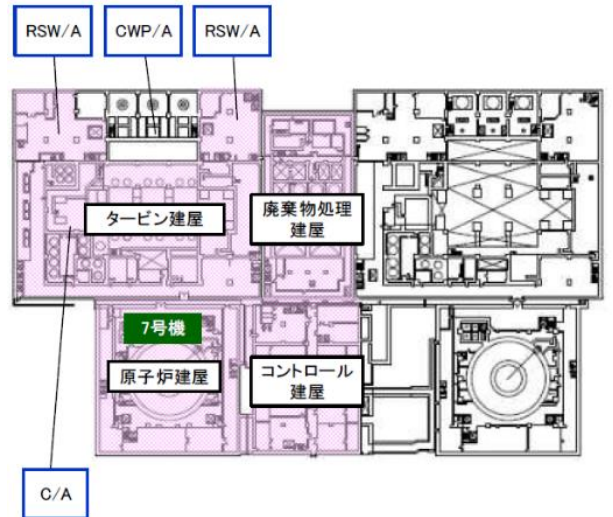 RSW/A
CWP/A
RSW/A
タービン建屋
廃棄物処理
建屋
7号機
原子炉建屋
コントロール
建屋
C/A